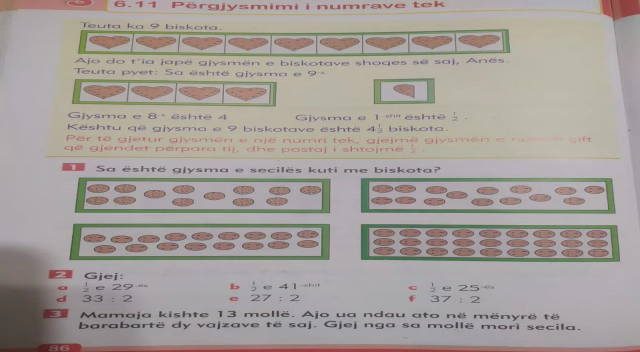 6.11 Përgjysmimi i numrave tek
Teuta ka 9 biskota.
Ajo do t'ia japë gjysmën e biskotave shoqes së saj, Anës.
Teuta pyet: Sa është gjysma e 9-s
Gjysma e 8-s është 4 Gjysma e 1-shit është 1/2 .
Kështu që gjysma e 9 biskotave është 4 1/2 biskota.
Për të gjetur gjysmën e një numri tek, gjejmë gjysmën e numrit çift
që gjendet përpara tij, dhe pastaj i shtojmë 1/2 .
1 Sa është gjysma e secilës kuti me biskota?
2 Gjej:
a 1/2 e 29-ës b 1/2 e 41-shit c 1/2 e 25-ës
d 33 : 2 e 27 : 2 f 37 : 2
3 Mamaja kishte 13 mollë. Ajo ua ndau ato në mënyrë të
barabartë dy vajzave të saj. Gjej nga sa mollë mori secila.
86